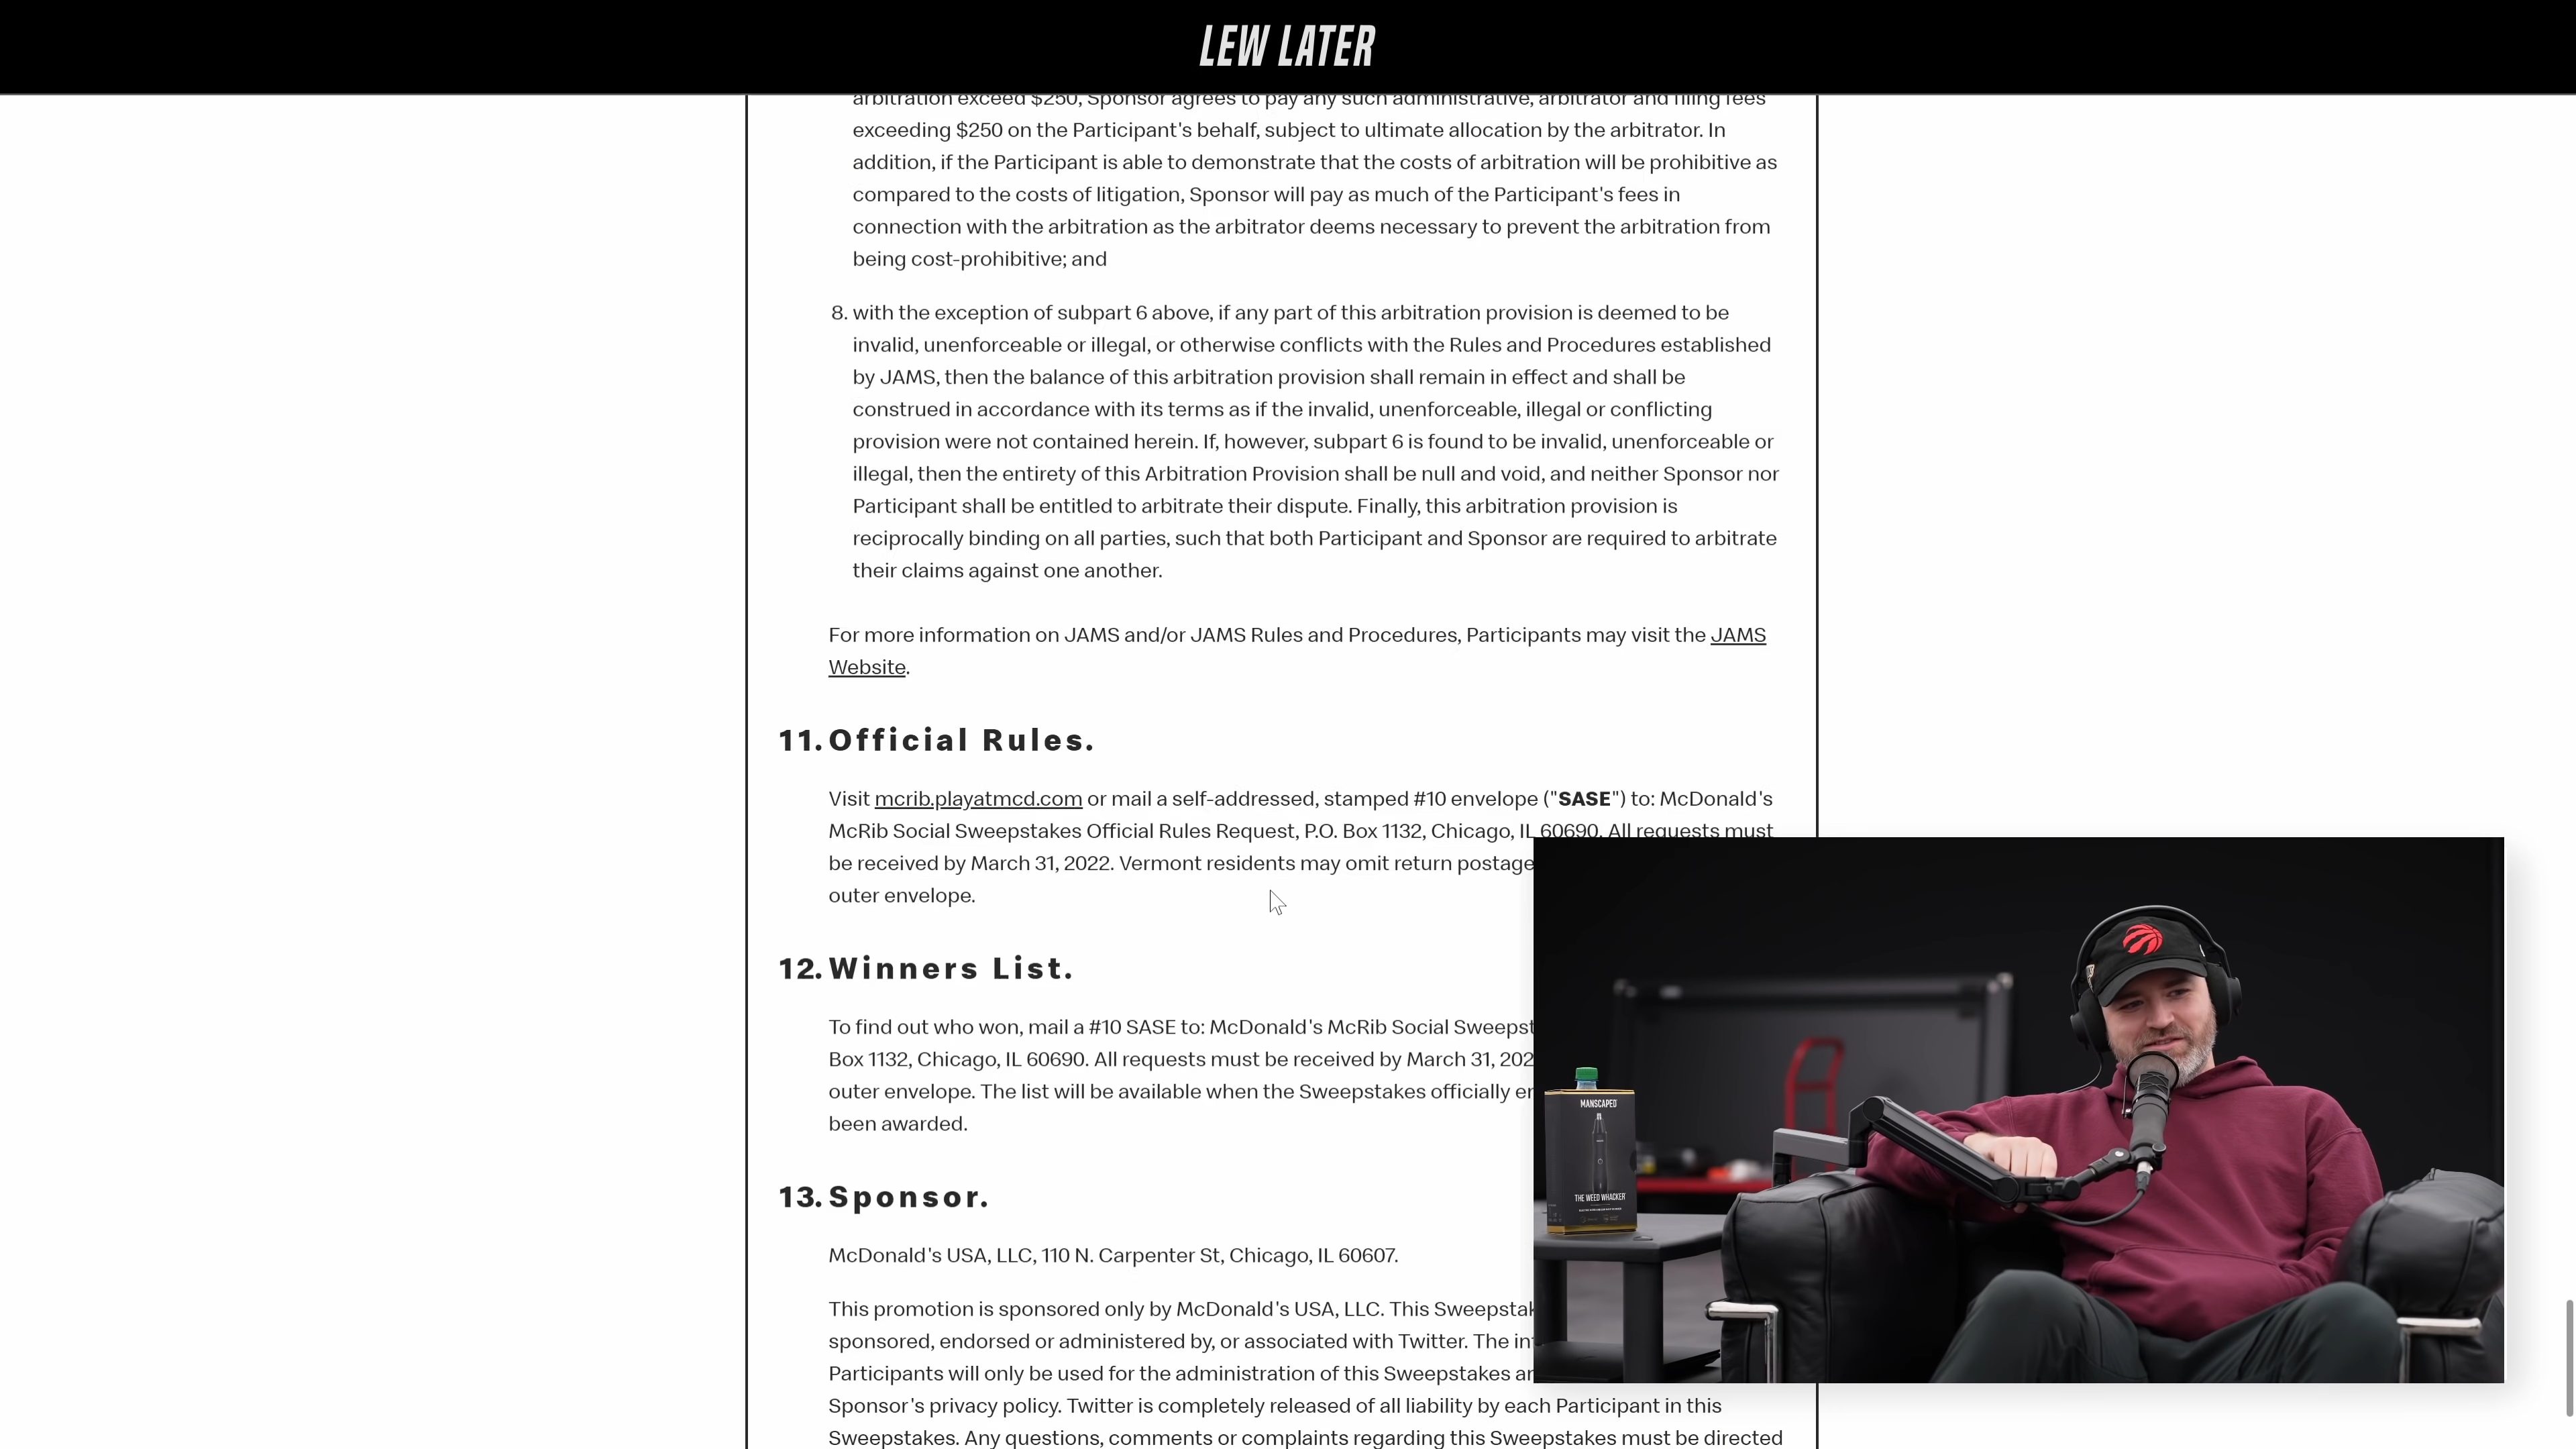 LEW LATER
arbitration exceed $250, Sponsor agrees to pay any such administrative, arbitrator and filing fees
exceeding $250 on the Participant's behalf, subject to ultimate allocation by the arbitrator. In
addition, if the Participant is able to demonstrate that the costs of arbitration will be prohibitive as
compared to the costs of litigation, Sponsor will pay as much of the Participant's fees in
connection with the arbitration as the arbitrator deems necessary to prevent the arbitration from
being cost-prohibitive; and
8. with the exception of subpart 6 above, if any part of this arbitration provision is deemed to be
invalid, unenforceable or illegal, or otherwise conflicts with the Rules and Procedures established
by JAMS, then the balance of this arbitration provision shall remain in effect and shall be
construed in accordance with its terms as if the invalid, unenforceable, illegal or conflicting
provision were not contained herein. If, however, subpart 6 is found to be invalid, unenforceable or
illegal, then the entirety of this Arbitration Provision shall be null and void, and neither Sponsor nor
Participant shall be entitled to arbitrate their dispute. Finally, this arbitration provision is
reciprocally binding on all parties, such that both Participant and Sponsor are required to arbitrate
their claims against one another.
For more information on JAMS and/or JAMS Rules and Procedures, Participants may visit the JAMS
Website.
11. Official Rules.
Visit mcrib.playatmcd.com or mail a self-addressed, stamped #10 envelope ("SASE") to: McDonald's
McRib Social Sweepstakes Official Rules Request, P.O. Box 1132, Chicago, IL 60690. All requests must
be received by March 31, 2022. Vermont residents may omit return postage
outer envelope.
12. Winners List.
To find out who won, mail a #10 SASE to: McDonald's McRib Social Sweepst
Box 1132, Chicago, IL 60690. All requests must be received by March 31, 202
outer envelope. The list will be available when the Sweepstakes officially
been awarded.
13. Sponsor.
McDonald's USA, LLC, 110 N. Carpenter St, Chicago, IL 60607.
This promotion is sponsored only by McDonald's USA, LLC. This Sweepstak
sponsored, endorsed or administered by, or associated with Twitter. The
Participants will only be used for the administration of this Sweepstakes
Sponsor's privacy policy. Twitter is completely released of all liability by each Participant in this
Sweepstakes. Any questions, comments or complaints regarding this Sweepstakes must be directed
MANSCAPED
THE WEED WHACKER